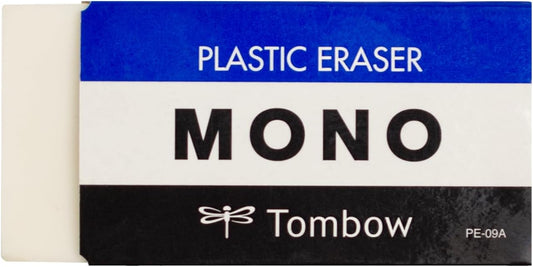 PLASTIC ERASER
MONO
Tombow
PE-09A